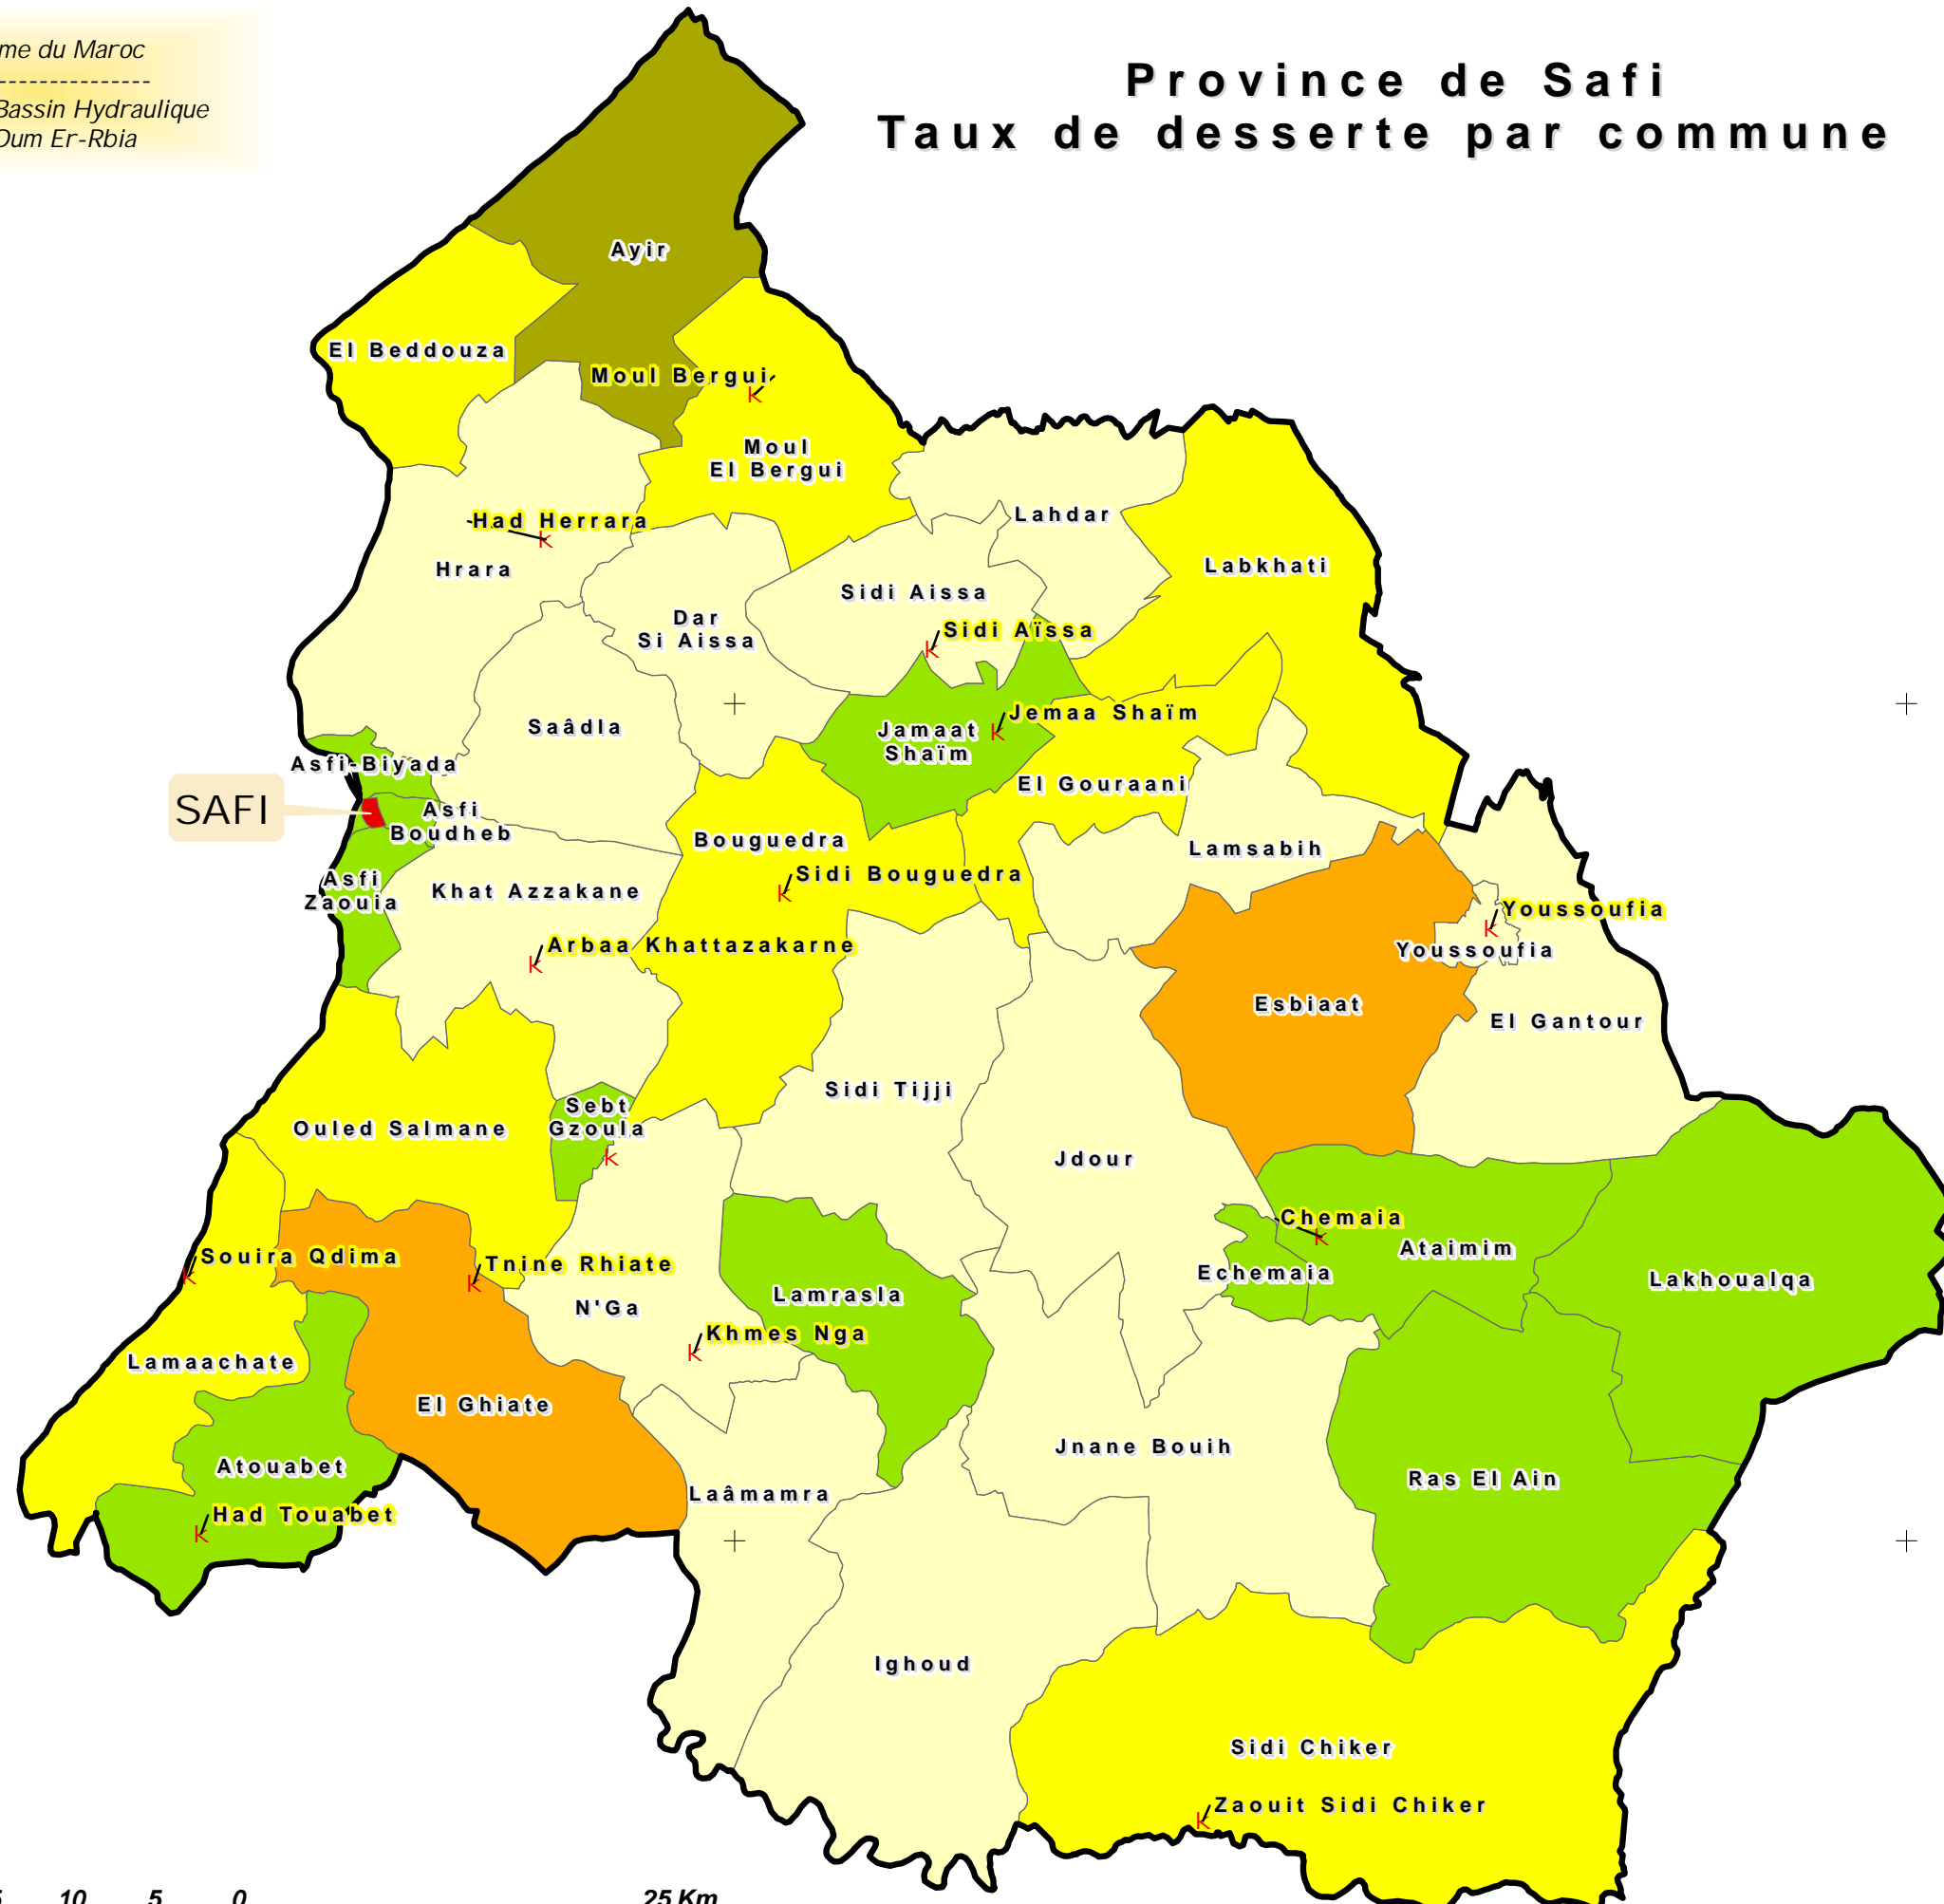 me du Maroc
---------------
Bassin Hydraulique
Oum Er-Rbia
Province de Safi
Taux de desserte par commune
Ayir
El Beddouza
Moul Bergui
Moul
El Bergui
Had Herrara
Hrara
Lahdar
Labkhati
Sidi Aissa
Dar
Si Aissa
Sidi Aïssa
Saâdla
Jemaa Shaïm
Jamaat
Shaïm
Asfi-Biyada
El Gouraani
SAFI
Asfi
Boudheb
Bouguedra
Lamsabih
Sidi Bouguedra
Asfi
Zaouia
Khat Azzakane
Youssoufia
Arbaa Khattazakarne
Youssoufia
Esbiaat
El Gantour
Sidi Tijji
Sebt
Gzoula
Ouled Salmane
Jdour
Chemaia
Ataimim
Souira Qdima
Tnine Rhiate
Echemaia
Lakhoualqa
Lamrasla
N'Ga
Khmes Nga
Lamaachate
El Ghiate
Jnane Bouih
Atouabet
Ras El Ain
Laâmamra
Had Touabet
Ighoud
Sidi Chiker
Zaouit Sidi Chiker
10 5 0 25 Km